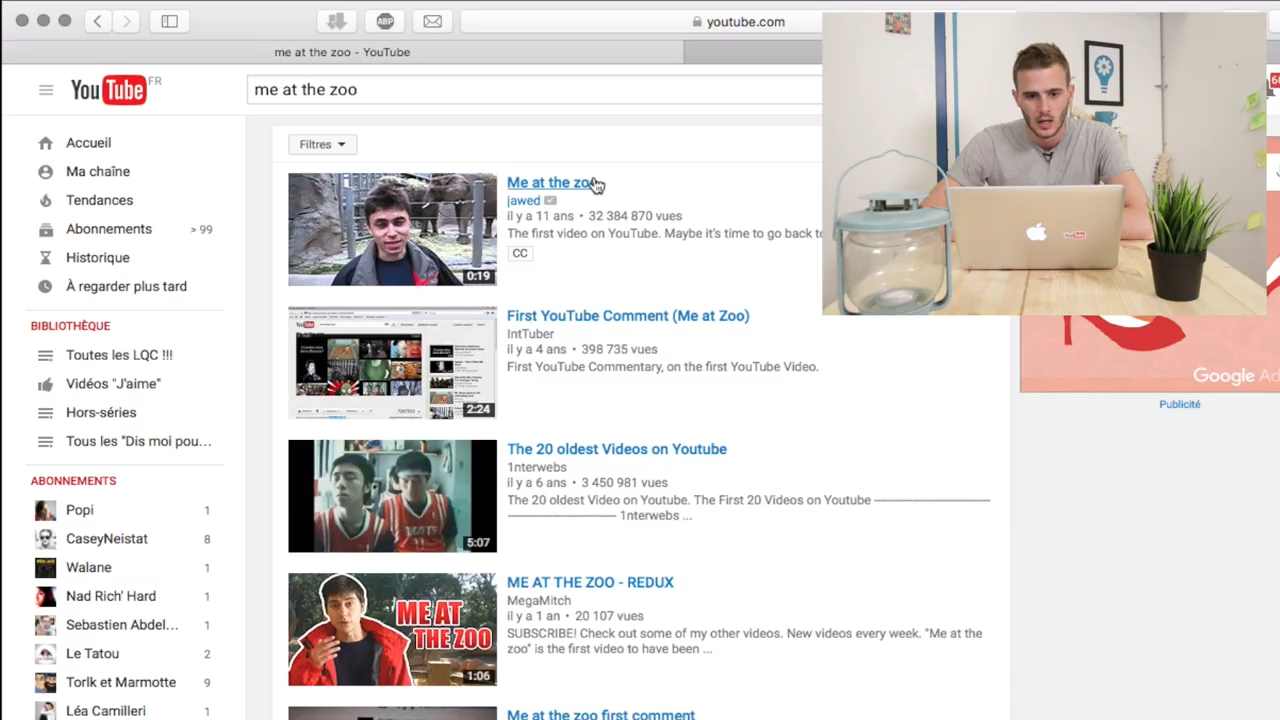 ABP
youtube.com
me at the zoo - YouTube
YouTube FR
me at the zoo
Accueil
Ma chaîne
Tendances
Abonnements > 99
Historique
À regarder plus tard
BIBLIOTHÈQUE
Toutes les LQC !!!
Vidéos "J'aime"
Hors-séries
Tous les "Dis moi pou...
ABONNEMENTS
Popi 1
CaseyNeistat 8
Walane 1
Nad Rich' Hard 1
Sebastien Abdel... 1
Le Tatou 2
Torlk et Marmotte 9
Léa Camilleri 1
Filtres
Me at the zoo
jawed
il y a 11 ans • 32 384 870 vues
The first video on YouTube. Maybe it's time to go back to
CC
0:19
First YouTube Comment (Me at Zoo)
IntTuber
il y a 4 ans • 398 735 vues
First YouTube Commentary, on the first YouTube Video.
2:24
The 20 oldest Videos on Youtube
1nterwebs
il y a 6 ans • 3 450 981 vues
The 20 oldest Video on Youtube. The First 20 Videos on Youtube ------------------------------
------------------------------ 1nterwebs ...
5:07
ME AT THE ZOO - REDUX
MegaMitch
il y a 1 an • 20 107 vues
SUBSCRIBE! Check out some of my other videos. New videos every week. "Me at the
zoo" is the first video to have been ...
ME AT
THE ZOO
1:06
Me at the zoo first comment
YouTube
Google Ad
Publicité